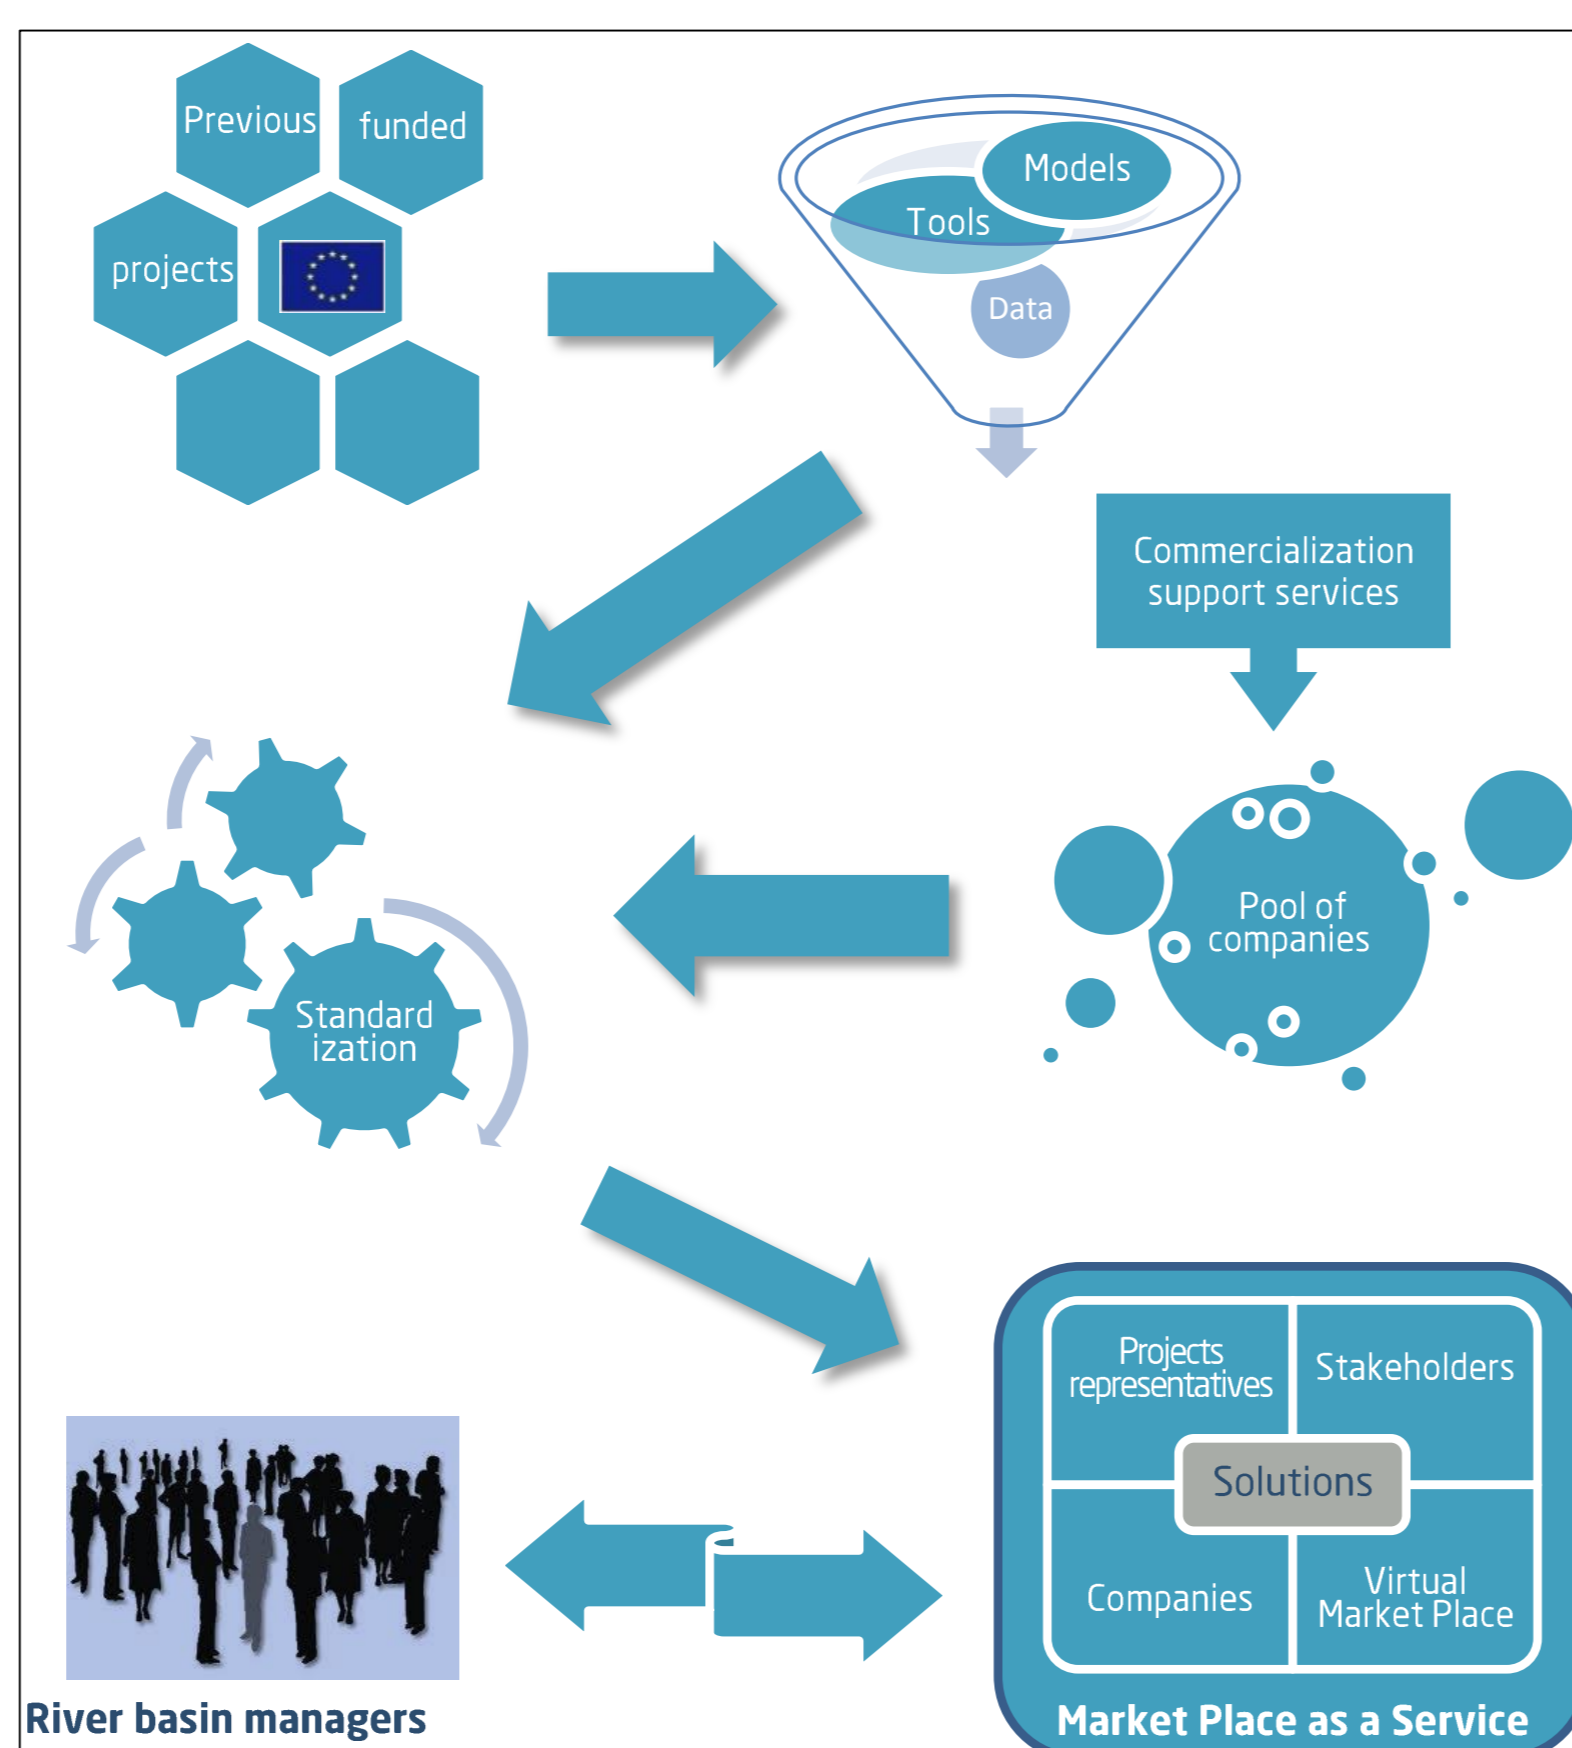 Previous
funded
projects
Models
Tools
Data
Commercialization
support services
Pool of
companies
Standard
ization
Projects
representatives
Stakeholders
Solutions
Companies
Virtual
Market Place
River basin managers
Market Place as a Service